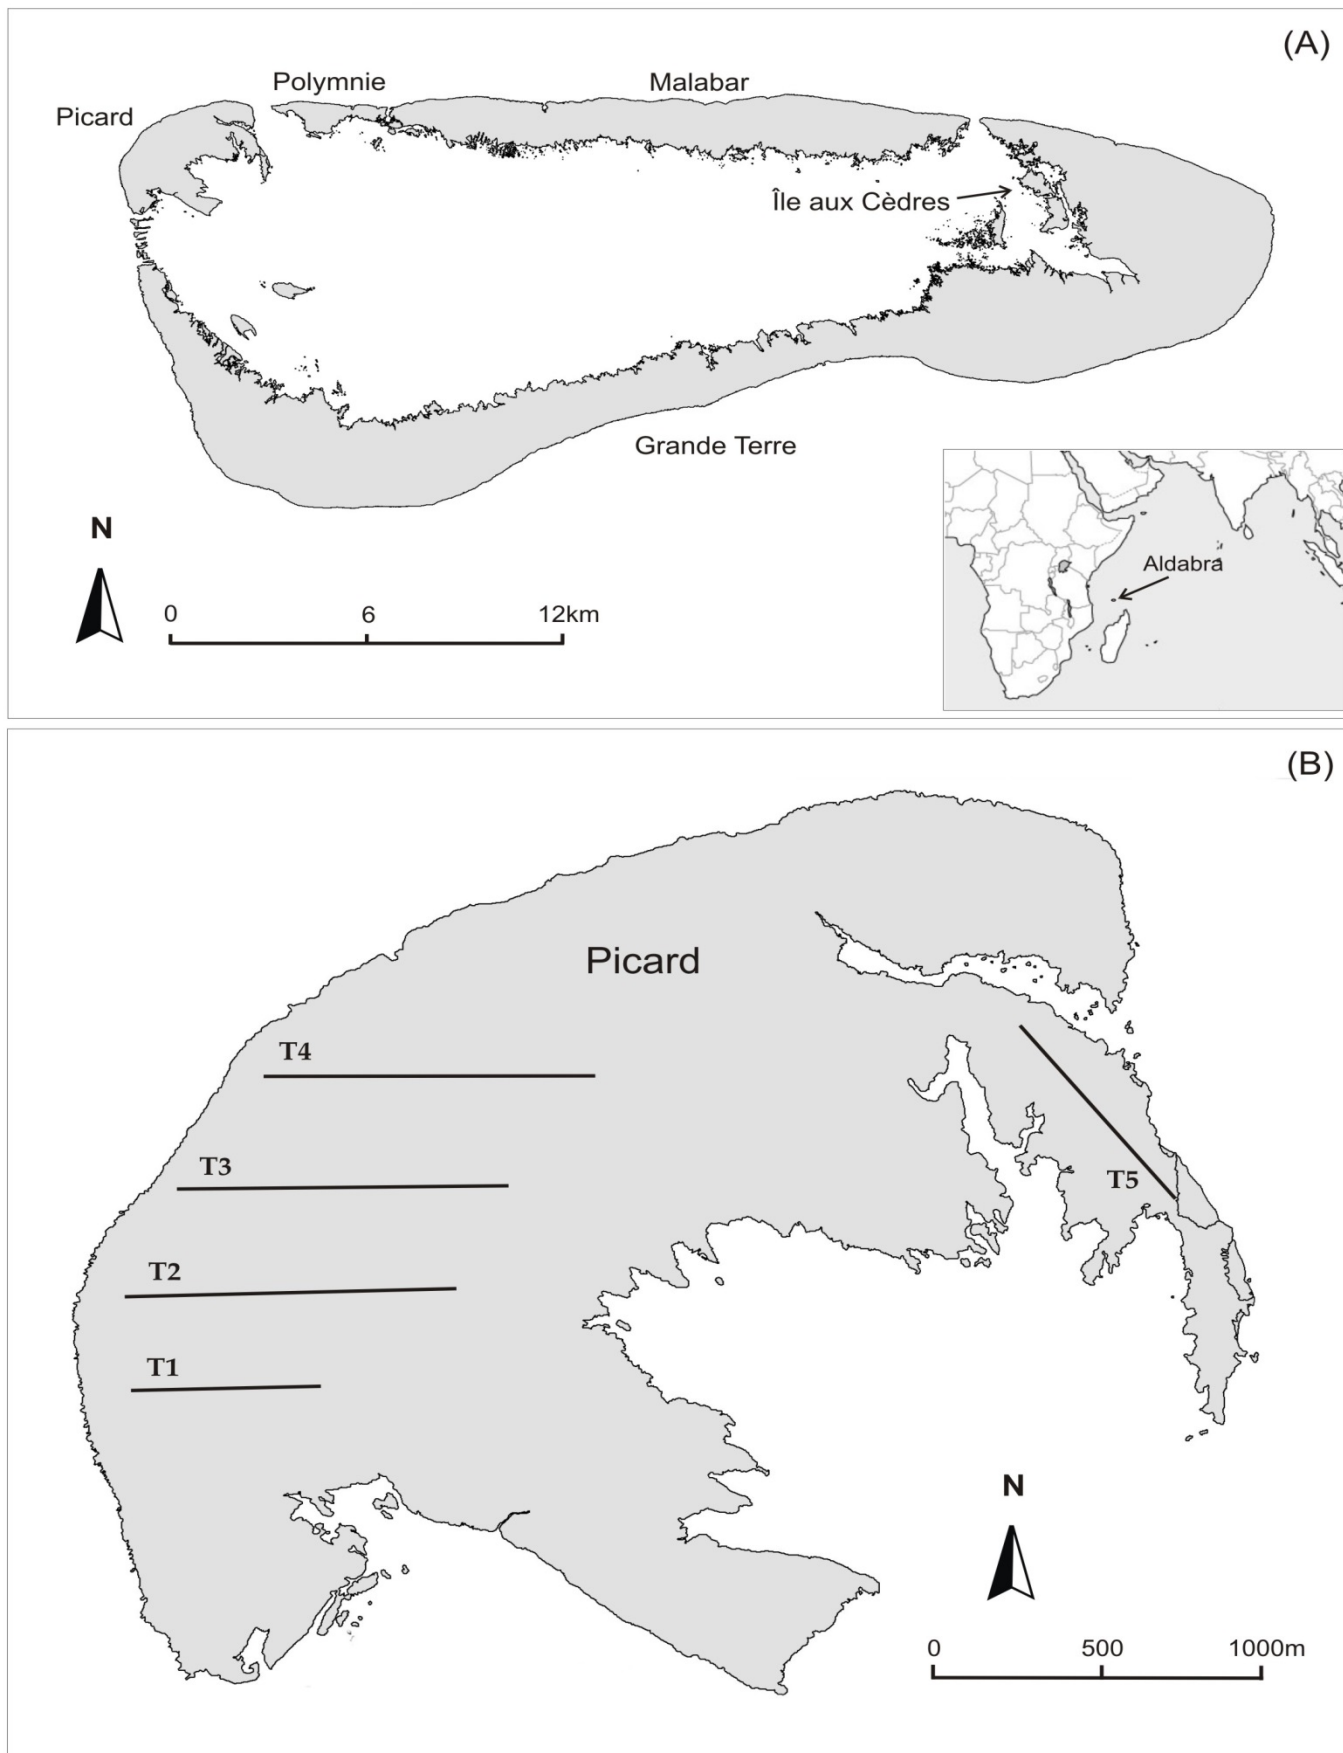 (A)
Polymnie
Malabar
Picard
Île aux Cèdres
Grande Terre
N
0 6 12km
Aldabra
(B)
Picard
T4
T3
T5
T2
T1
N
0 500 1000m